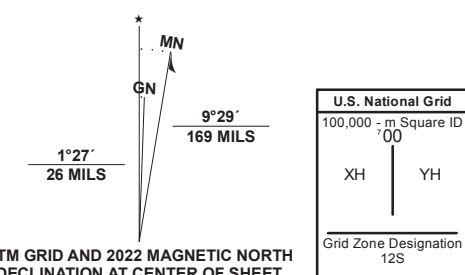 ★
MN
GN
9°29´
169 MILS
1°27´
26 MILS
TM GRID AND 2022 MAGNETIC NORTH
DECLINATION AT CENTER OF SHEET
U.S. National Grid
100,000 - m Square ID
⁷00
XH YH
Grid Zone Designation
12S